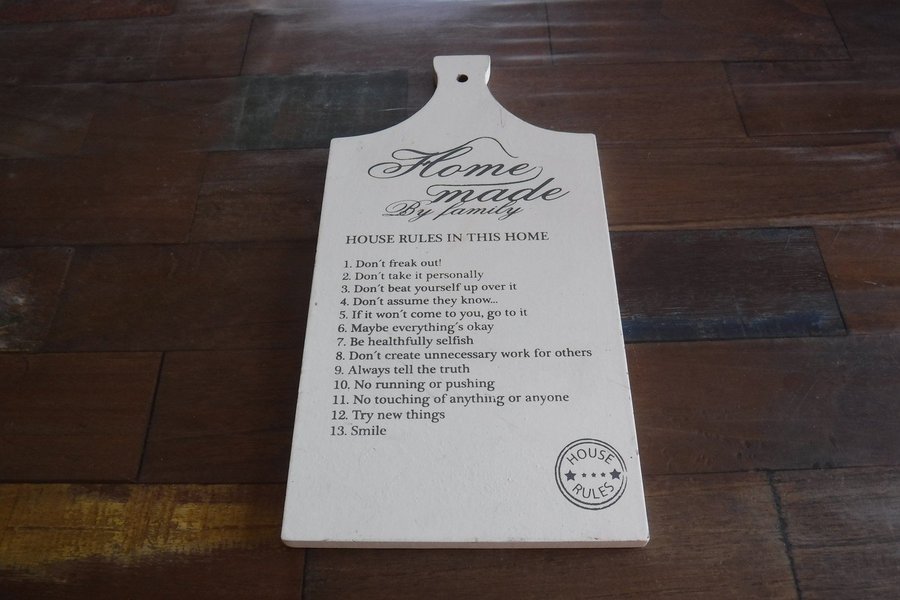 Home
made
By family
HOUSE RULES IN THIS HOME
1. Don´t freak out!
2. Don´t take it personally
3. Don´t beat yourself up over it
4. Don´t assume they know...
5. If it won´t come to you, go to it
6. Maybe everything´s okay
7. Be healthfully selfish
8. Don´t create unnecessary work for others
9. Always tell the truth
10. No running or pushing
11. No touching of anything or anyone
12. Try new things
13. Smile
HOUSE
RULES